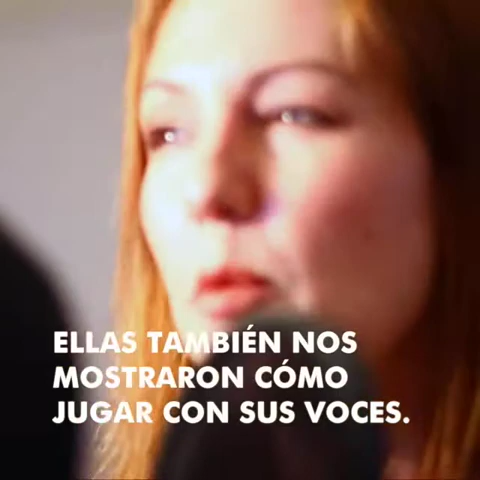 ELLAS TAMBIÉN NOS
MOSTRARON CÓMO
JUGAR CON SUS VOCES.